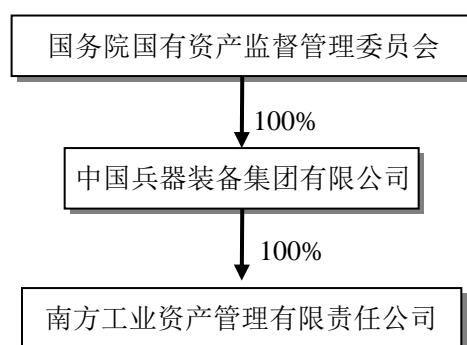 国务院国有资产监督管理委员会
100%
中国兵器装备集团有限公司
100%
南方工业资产管理有限责任公司